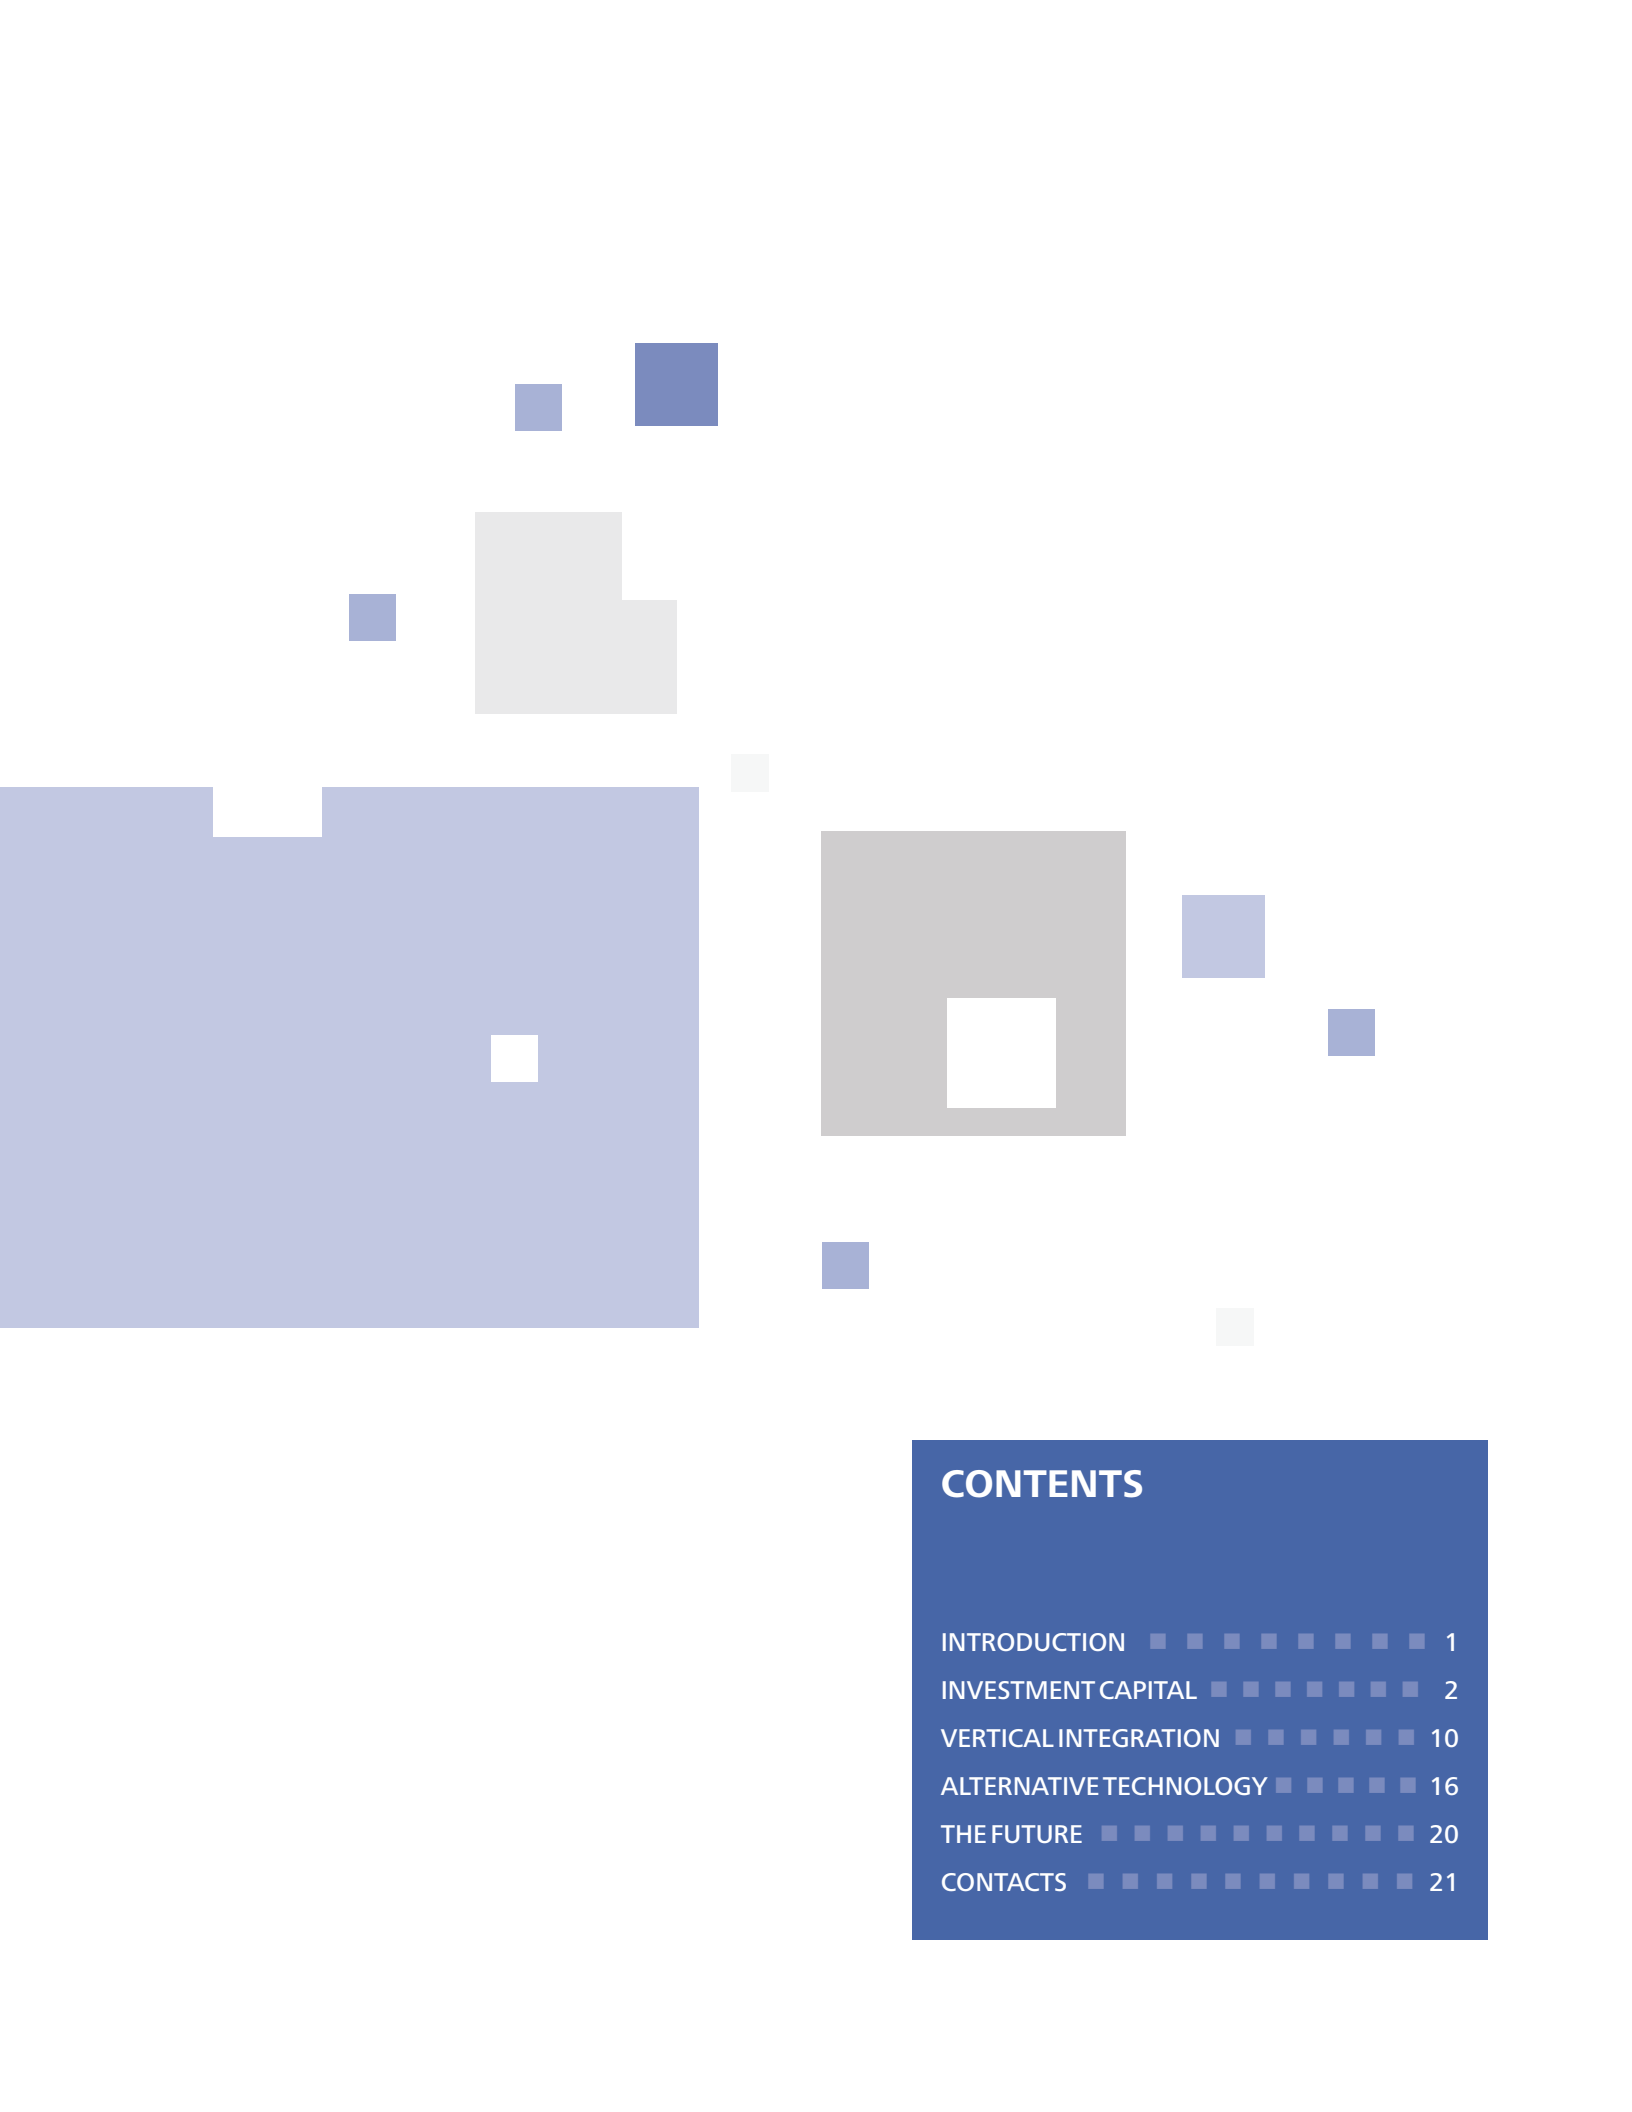 CONTENTS
INTRODUCTION 1
INVESTMENT CAPITAL 2
VERTICAL INTEGRATION 10
ALTERNATIVE TECHNOLOGY 16
THE FUTURE 20
CONTACTS 21